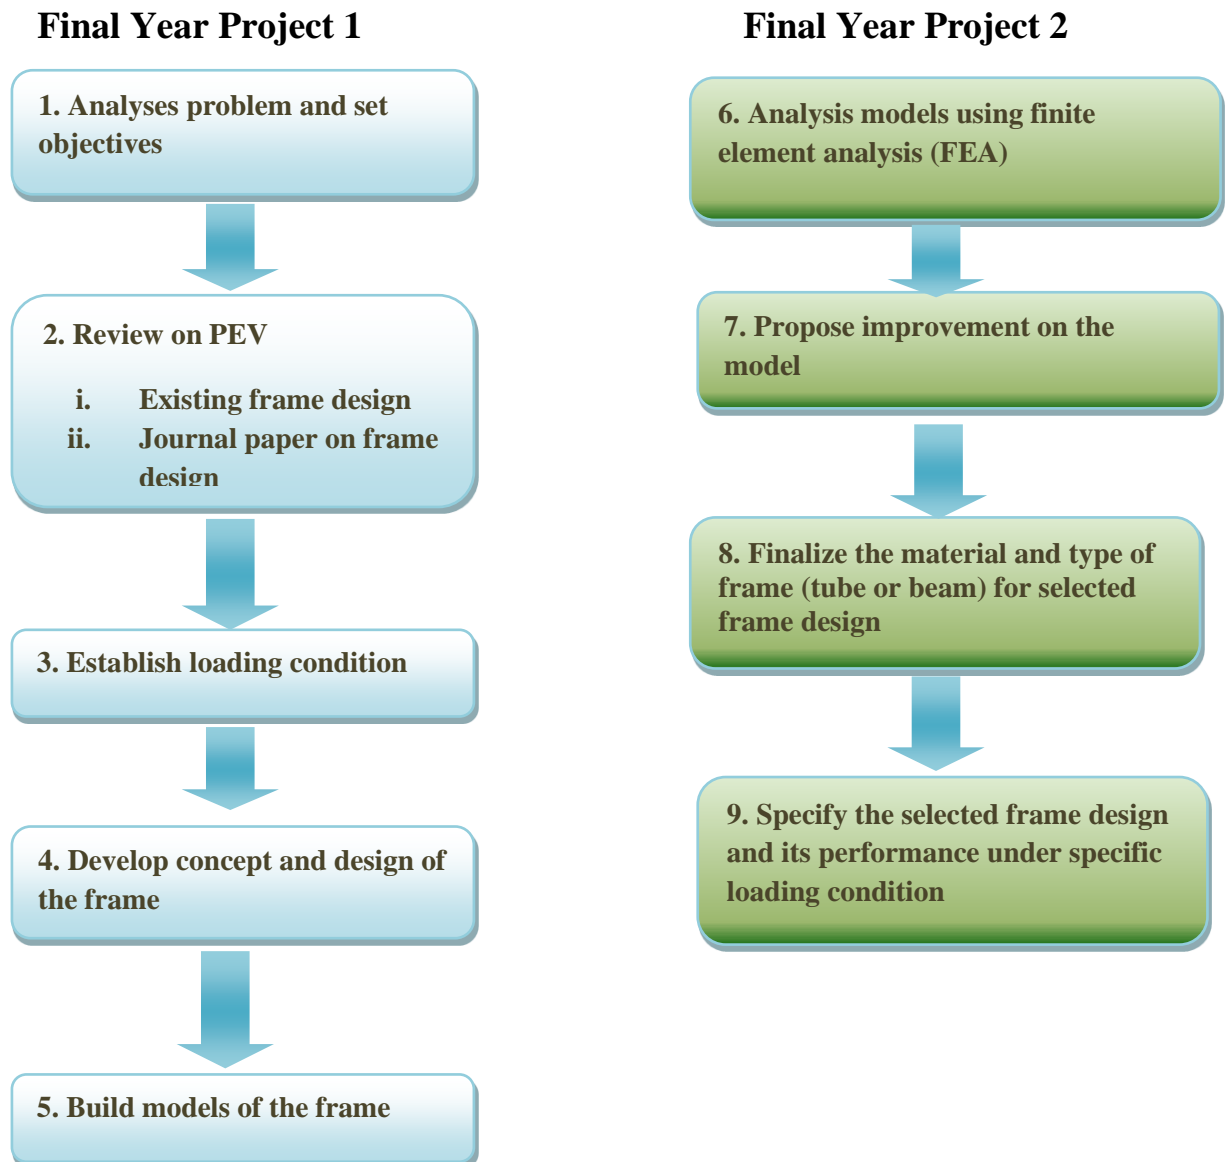 Final Year Project 1
1. Analyses problem and set
objectives
2. Review on PEV
i. Existing frame design
ii. Journal paper on frame
design
3. Establish loading condition
4. Develop concept and design of
the frame
5. Build models of the frame
Final Year Project 2
6. Analysis models using finite
element analysis (FEA)
7. Propose improvement on the
model
8. Finalize the material and type of
frame (tube or beam) for selected
frame design
9. Specify the selected frame design
and its performance under specific
loading condition